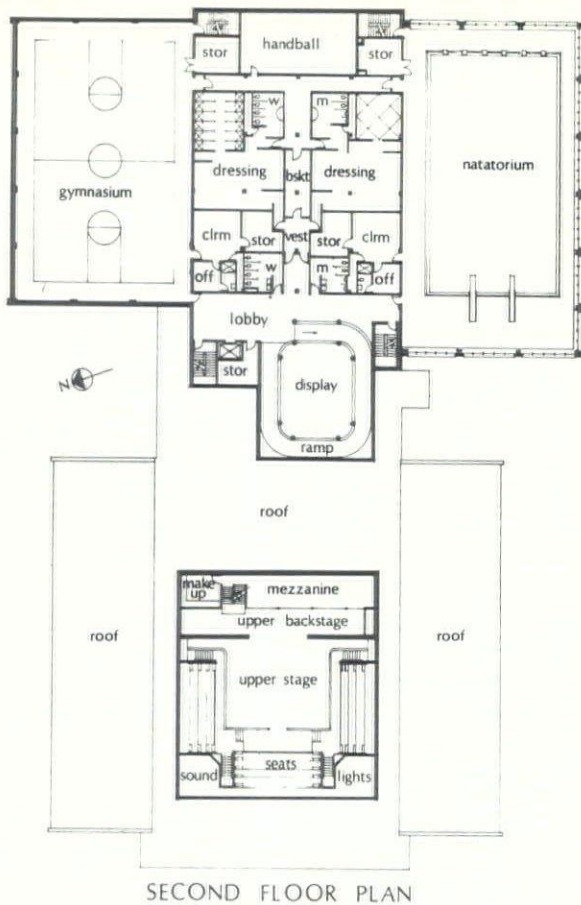 handball
stor
stor
w
m
dressing
bskt
dressing
gymnasium
natatorium
clrm
stor
vest
stor
clrm
off
w
m
off
lobby
N
stor
display
ramp
roof
make
up
mezzanine
upper backstage
roof
roof
upper stage
sound
seats
lights
SECOND FLOOR PLAN